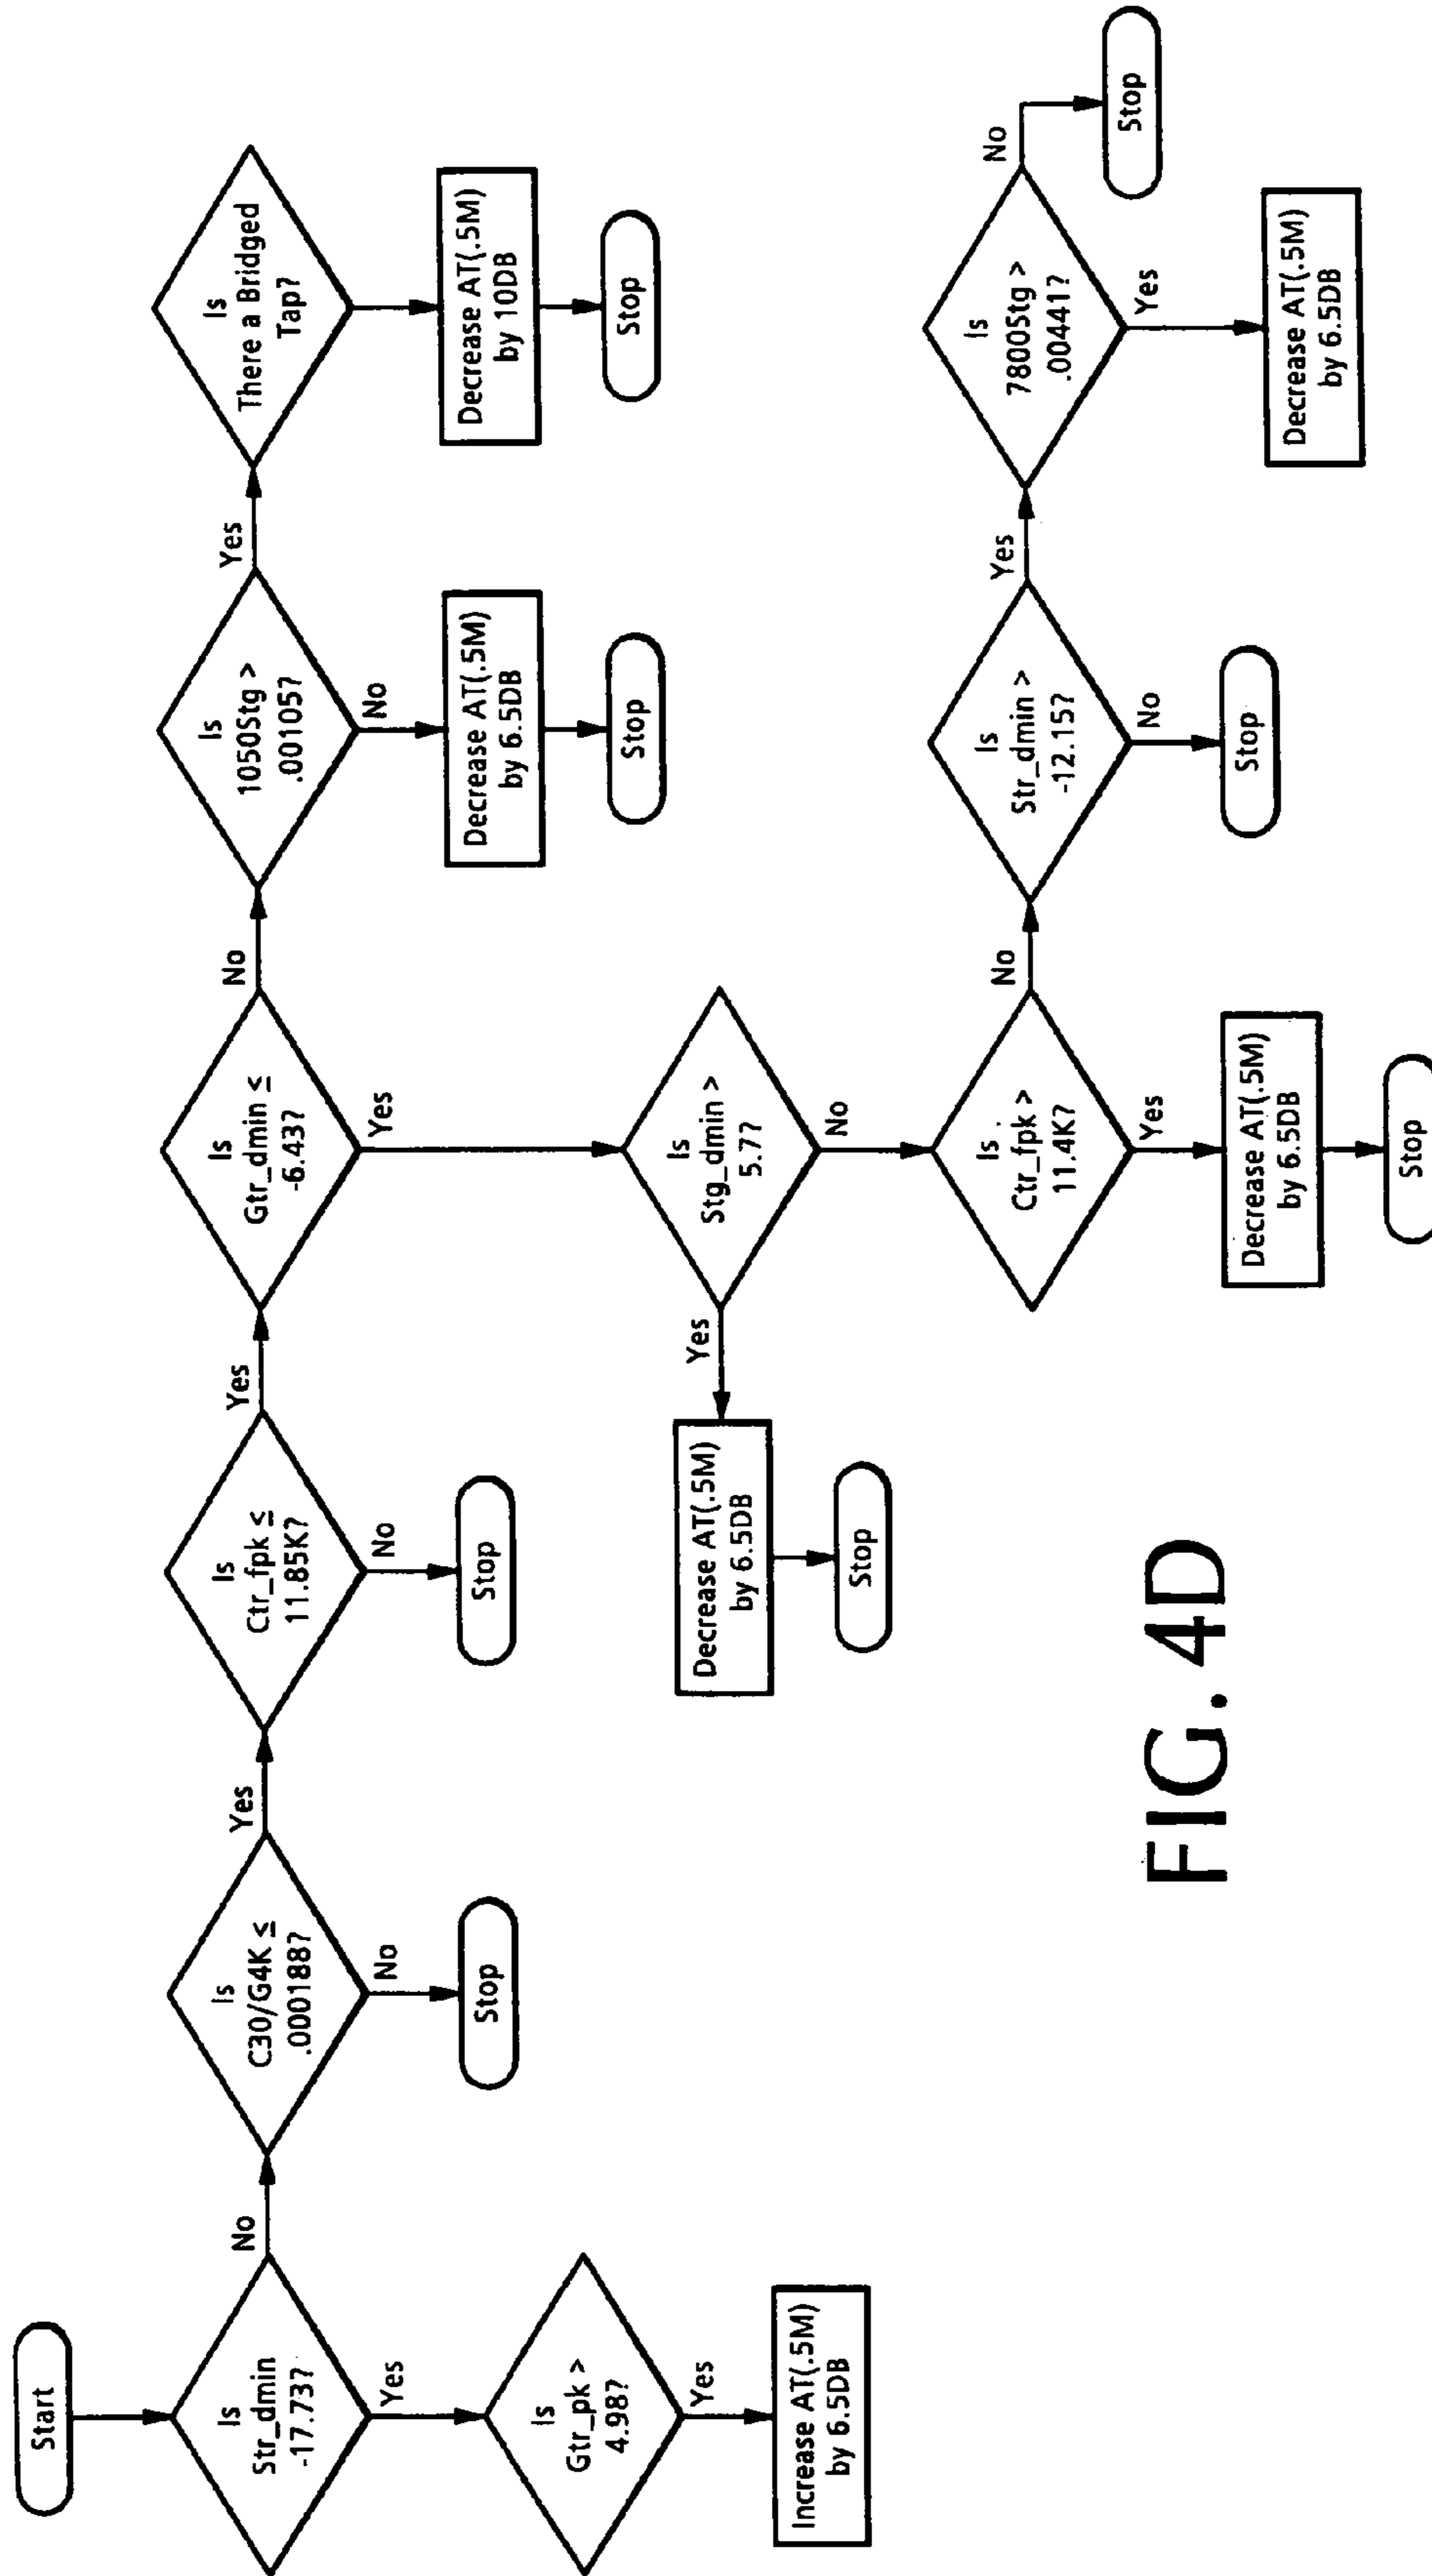 Start
Is
Str_dmin
-17.73?
No
Yes
Is
Gtr_pk >
4.98?
Yes
Increase AT(.5M)
by 6.5DB
Is
C30/G4K ≤
.000188?
Yes
No
Stop
Is
Ctr_fpk ≤
11.85K?
Yes
No
Stop
Is
Gtr_dmin ≤
-6.43?
No
Yes
Is
1050Stg >
.00105?
Yes
No
Decrease AT(.5M)
by 6.5DB
Stop
Is
There a Bridged
Tap?
Decrease AT(.5M)
by 10DB
Stop
Is
Stg_dmin >
5.7?
Yes
Decrease AT(.5M)
by 6.5DB
Stop
No
Is
Ctr_fpk >
11.4K?
No
Yes
Decrease AT(.5M)
by 6.5DB
Stop
Is
Str_dmin >
-12.15?
Yes
No
Stop
Is
7800Stg >
.00441?
No
Stop
Yes
Decrease AT(.5M)
by 6.5DB
FIG. 4D